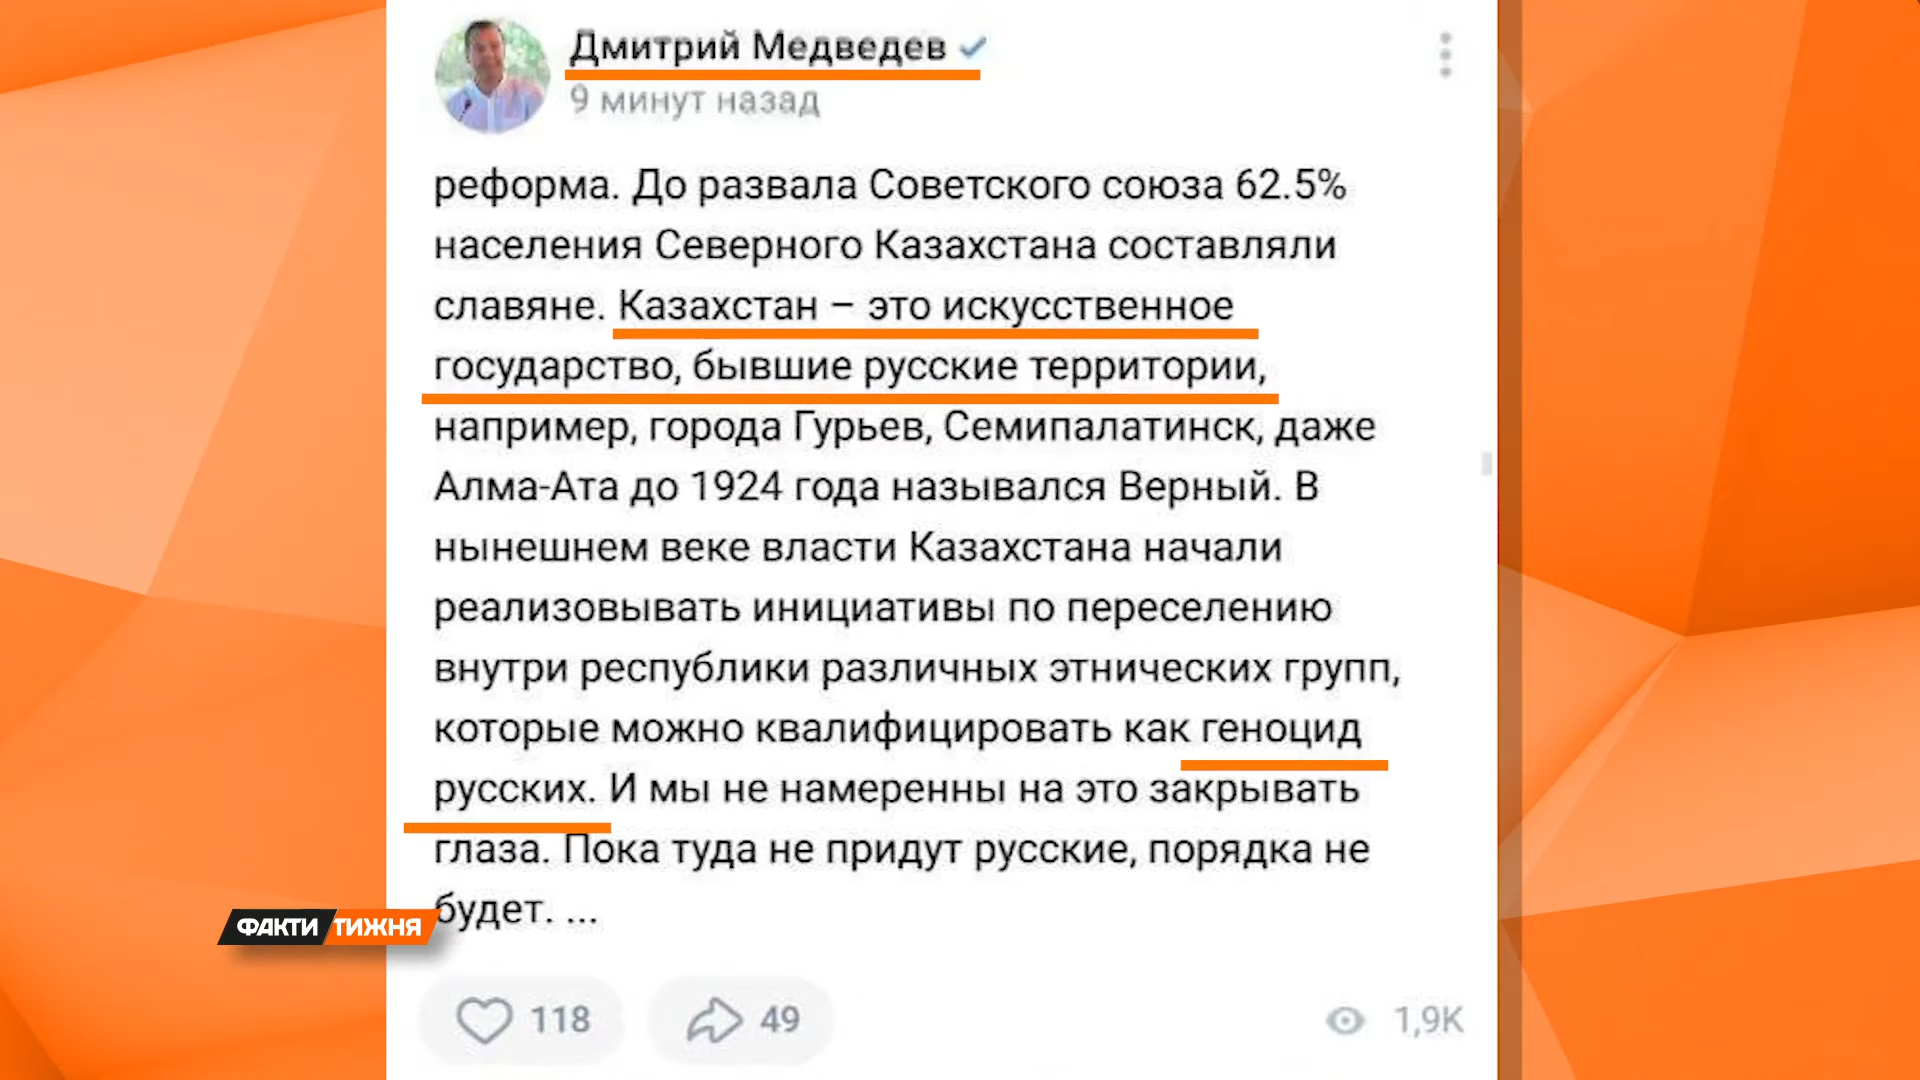 Дмитрий Медведев
9 минут назад
реформа. До развала Советского союза 62.5%
населения Северного Казахстана составляли
славяне. Казахстан – это искусственное
государство, бывшие русские территории,
например, города Гурьев, Семипалатинск, даже
Алма-Ата до 1924 года назывался Верный. В
нынешнем веке власти Казахстана начали
реализовывать инициативы по переселению
внутри республики различных этнических групп,
которые можно квалифицировать как геноцид
русских. И мы не намеренны на это закрывать
глаза. Пока туда не придут русские, порядка не
будет. ...
ФАКТИ ТИЖНЯ
118 49 1,9K